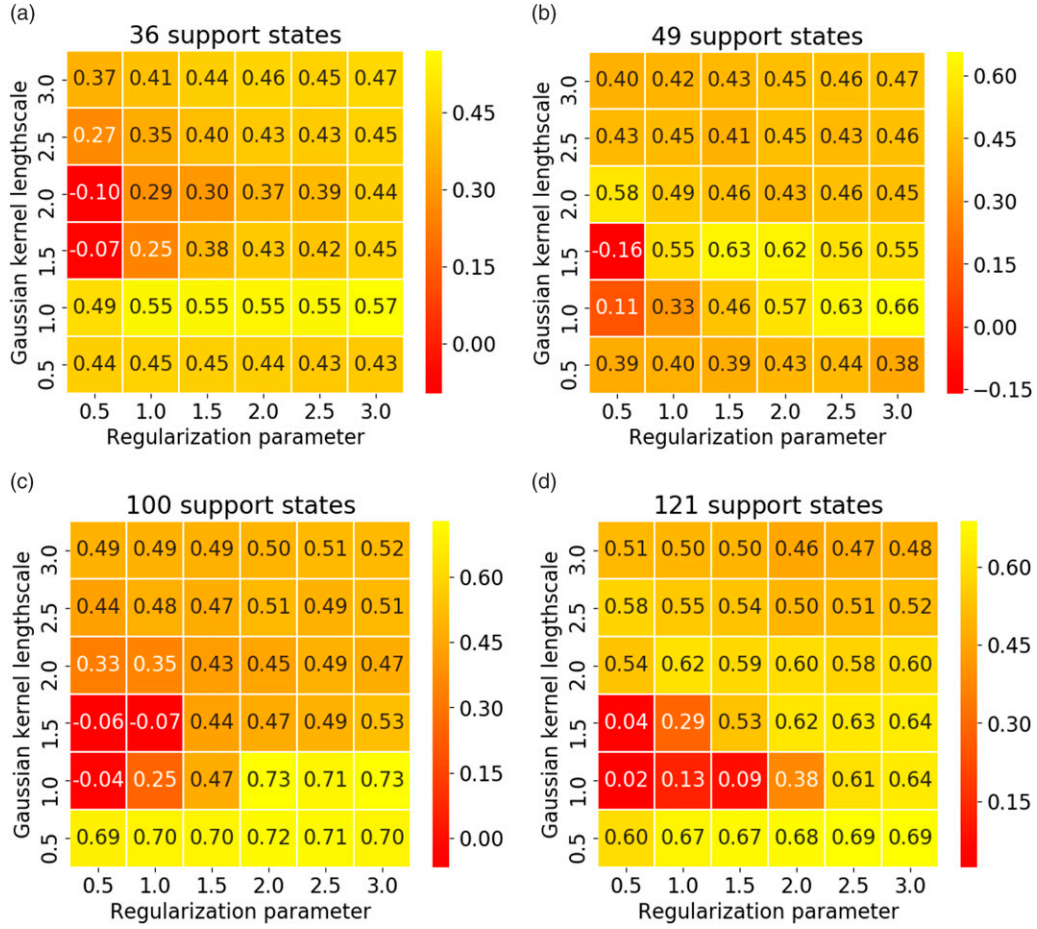 (a)
36 support states
Gaussian kernel lengthscale
3.0 0.37 0.41 0.44 0.46 0.45 0.47
2.5 0.27 0.35 0.40 0.43 0.43 0.45
2.0 -0.10 0.29 0.30 0.37 0.39 0.44
1.5 -0.07 0.25 0.38 0.43 0.42 0.45
1.0 0.49 0.55 0.55 0.55 0.55 0.57
0.5 0.44 0.45 0.45 0.44 0.43 0.43
0.5 1.0 1.5 2.0 2.5 3.0
Regularization parameter
0.45
0.30
0.15
0.00
(b)
49 support states
Gaussian kernel lengthscale
3.0 0.40 0.42 0.43 0.45 0.46 0.47
2.5 0.43 0.45 0.41 0.45 0.43 0.46
2.0 0.58 0.49 0.46 0.43 0.46 0.45
1.5 -0.16 0.55 0.63 0.62 0.56 0.55
1.0 0.11 0.33 0.46 0.57 0.63 0.66
0.5 0.39 0.40 0.39 0.43 0.44 0.38
0.5 1.0 1.5 2.0 2.5 3.0
Regularization parameter
0.60
0.45
0.30
0.15
0.00
−0.15
(c)
100 support states
Gaussian kernel lengthscale
3.0 0.49 0.49 0.49 0.50 0.51 0.52
2.5 0.44 0.48 0.47 0.51 0.49 0.51
2.0 0.33 0.35 0.43 0.45 0.49 0.47
1.5 -0.06 -0.07 0.44 0.47 0.49 0.53
1.0 -0.04 0.25 0.47 0.73 0.71 0.73
0.5 0.69 0.70 0.70 0.72 0.71 0.70
0.5 1.0 1.5 2.0 2.5 3.0
Regularization parameter
0.60
0.45
0.30
0.15
0.00
(d)
121 support states
Gaussian kernel lengthscale
3.0 0.51 0.50 0.50 0.46 0.47 0.48
2.5 0.58 0.55 0.54 0.50 0.51 0.52
2.0 0.54 0.62 0.59 0.60 0.58 0.60
1.5 0.04 0.29 0.53 0.62 0.63 0.64
1.0 0.02 0.13 0.09 0.38 0.61 0.64
0.5 0.60 0.67 0.67 0.68 0.69 0.69
0.5 1.0 1.5 2.0 2.5 3.0
Regularization parameter
0.60
0.45
0.30
0.15